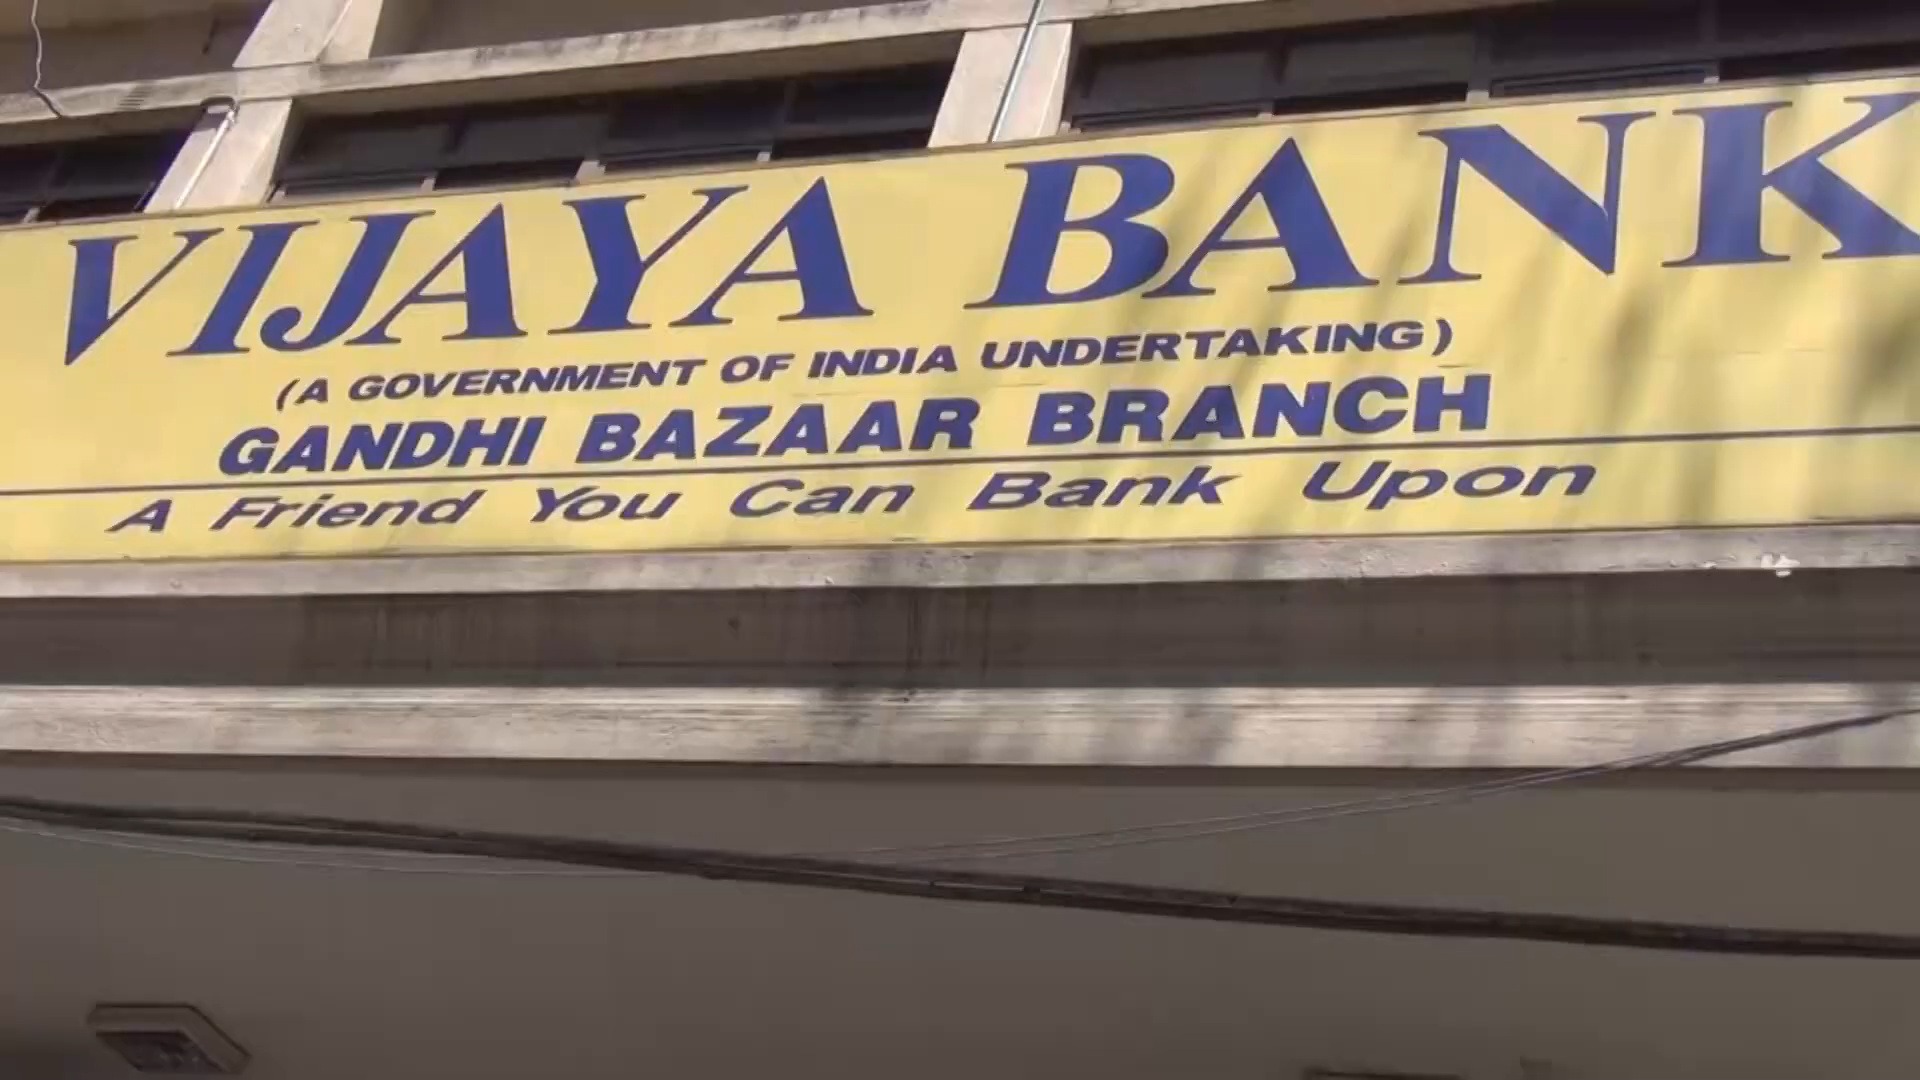 VIJAYA BANK
(A GOVERNMENT OF INDIA UNDERTAKING)
GANDHI BAZAAR BRANCH
A Friend You Can Bank Upon